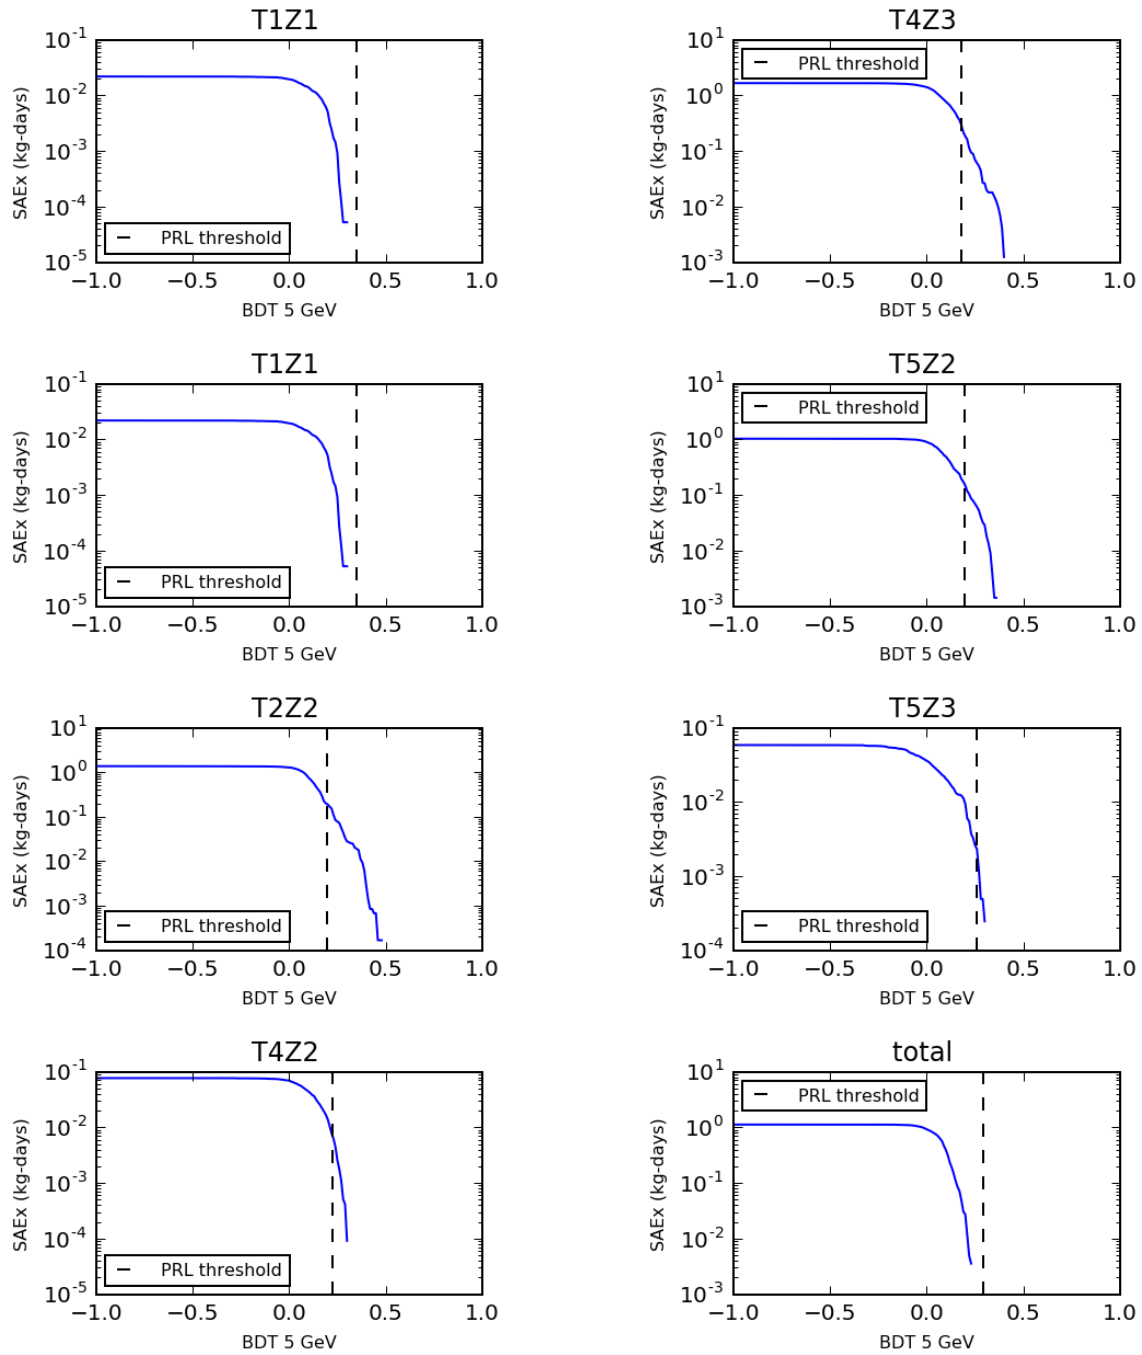 T1Z1
10^-1
10^-2
10^-3
10^-4
10^-5
SAEx (kg-days)
PRL threshold
−1.0 −0.5 0.0 0.5 1.0
BDT 5 GeV
T4Z3
10^1
10^0
10^-1
10^-2
10^-3
SAEx (kg-days)
PRL threshold
−1.0 −0.5 0.0 0.5 1.0
BDT 5 GeV
T1Z1
10^-1
10^-2
10^-3
10^-4
10^-5
SAEx (kg-days)
PRL threshold
−1.0 −0.5 0.0 0.5 1.0
BDT 5 GeV
T5Z2
10^1
10^0
10^-1
10^-2
10^-3
SAEx (kg-days)
PRL threshold
−1.0 −0.5 0.0 0.5 1.0
BDT 5 GeV
T2Z2
10^1
10^0
10^-1
10^-2
10^-3
10^-4
SAEx (kg-days)
PRL threshold
−1.0 −0.5 0.0 0.5 1.0
BDT 5 GeV
T5Z3
10^-1
10^-2
10^-3
10^-4
SAEx (kg-days)
PRL threshold
−1.0 −0.5 0.0 0.5 1.0
BDT 5 GeV
T4Z2
10^-1
10^-2
10^-3
10^-4
10^-5
SAEx (kg-days)
PRL threshold
−1.0 −0.5 0.0 0.5 1.0
BDT 5 GeV
total
10^1
10^0
10^-1
10^-2
10^-3
SAEx (kg-days)
PRL threshold
−1.0 −0.5 0.0 0.5 1.0
BDT 5 GeV